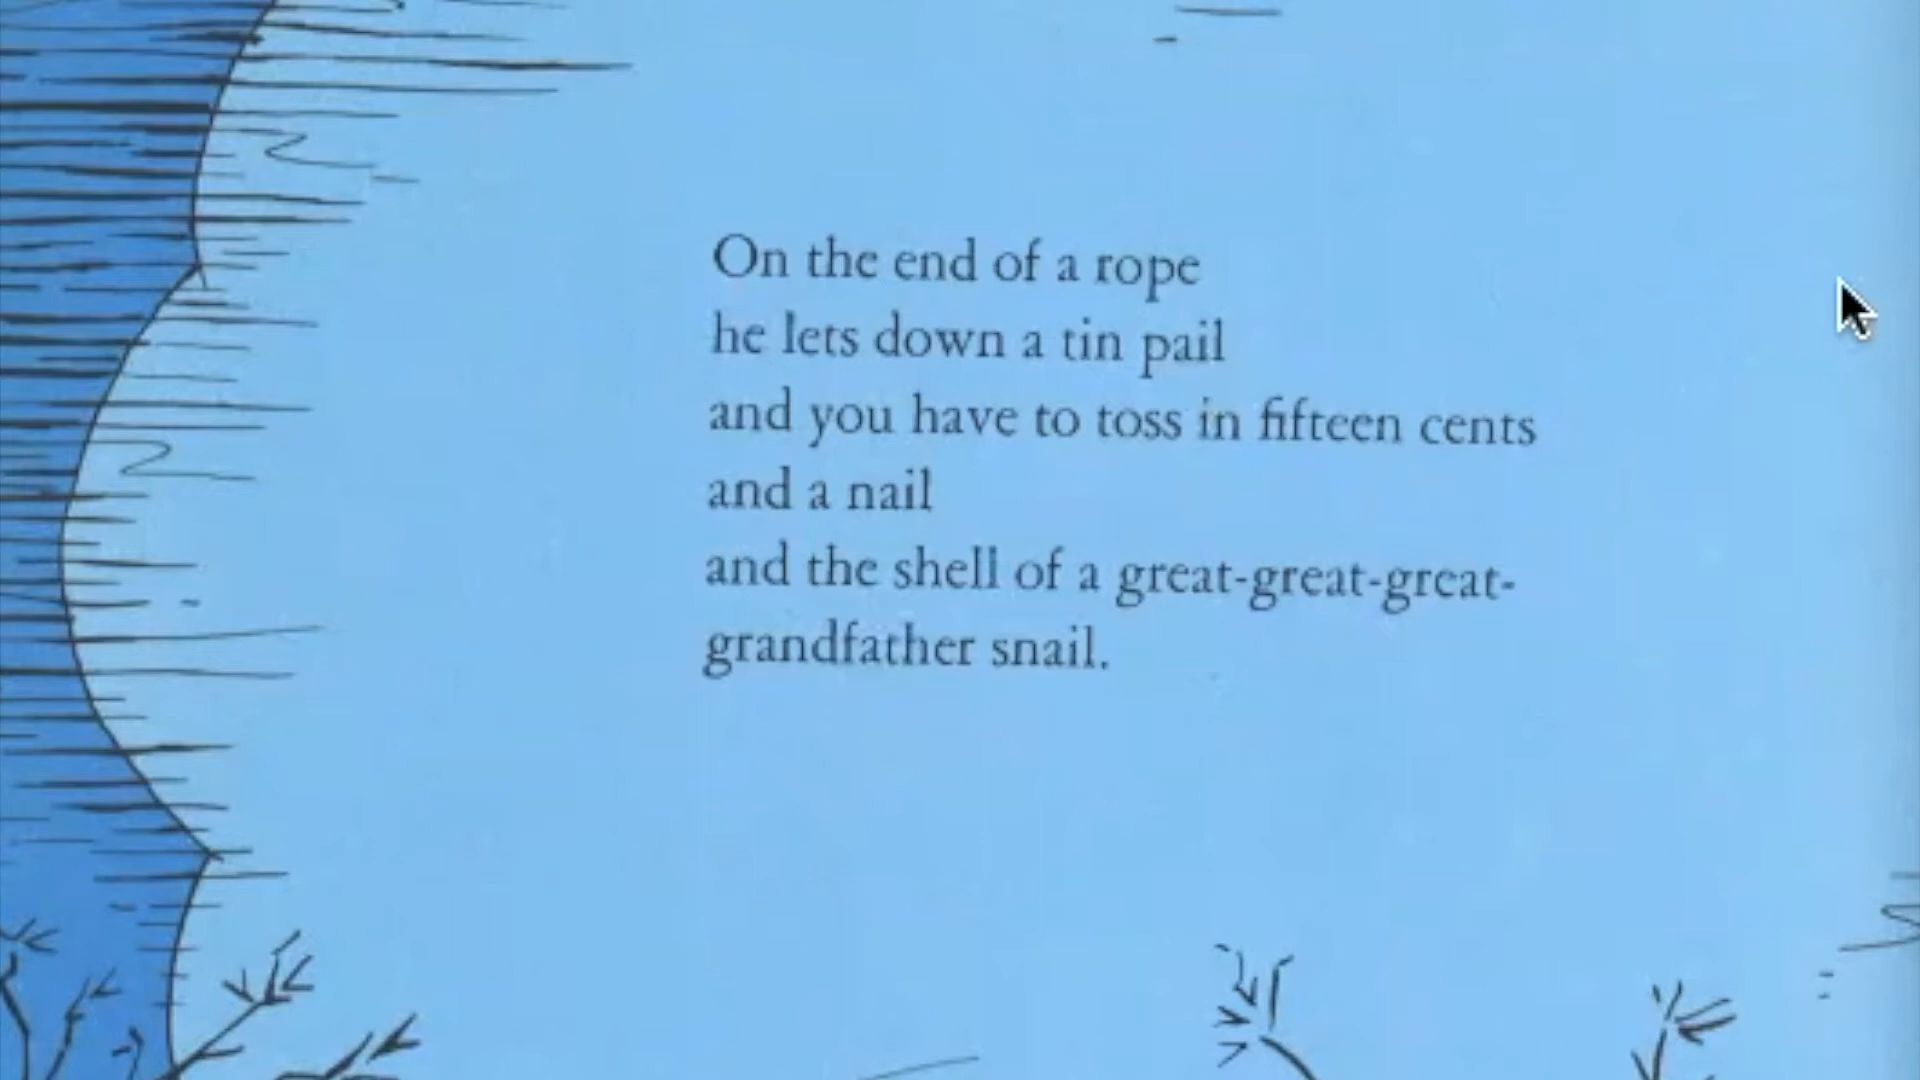 On the end of a rope
he lets down a tin pail
and you have to toss in fifteen cents
and a nail
and the shell of a great-great-great-
grandfather snail.